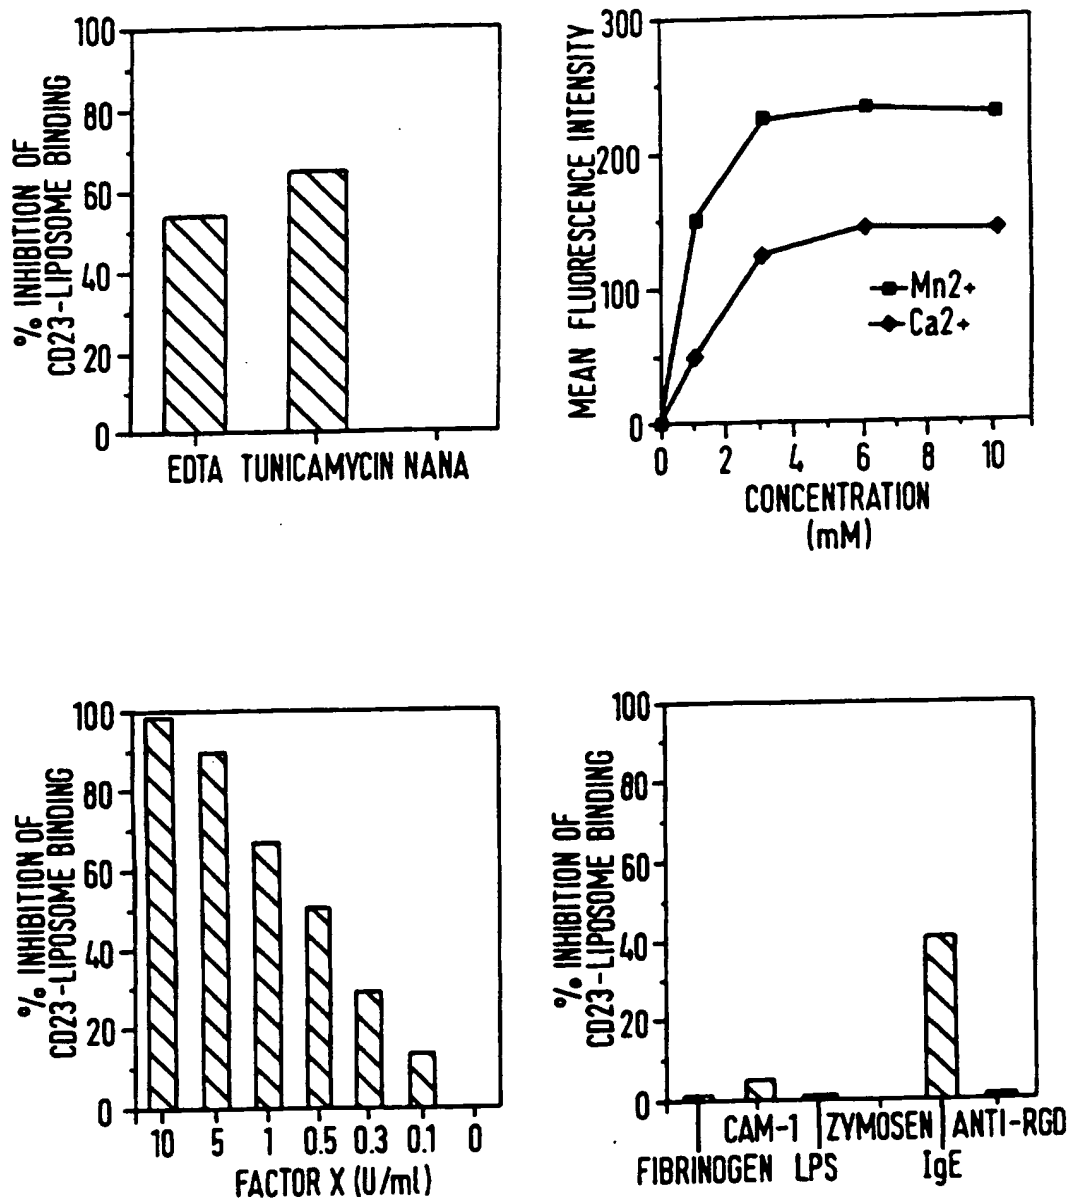 % INHIBITION OF
CD23-LIPOSOME BINDING
100
80
60
40
20
0
EDTA TUNICAMYCIN NANA
MEAN FLUORESCENCE INTENSITY
300
200
100
0
Mn2+
Ca2+
0 2 4 6 8 10
CONCENTRATION
(mM)
% INHIBITION OF
CD23-LIPOSOME BINDING
100
80
60
40
20
0
10 5 1 0.5 0.3 0.1 0
FACTOR X (U/ml)
% INHIBITION OF
CD23-LIPOSOME BINDING
100
80
60
40
20
0
CAM-1 ZYMOSEN ANTI-RGD
FIBRINOGEN LPS IgE